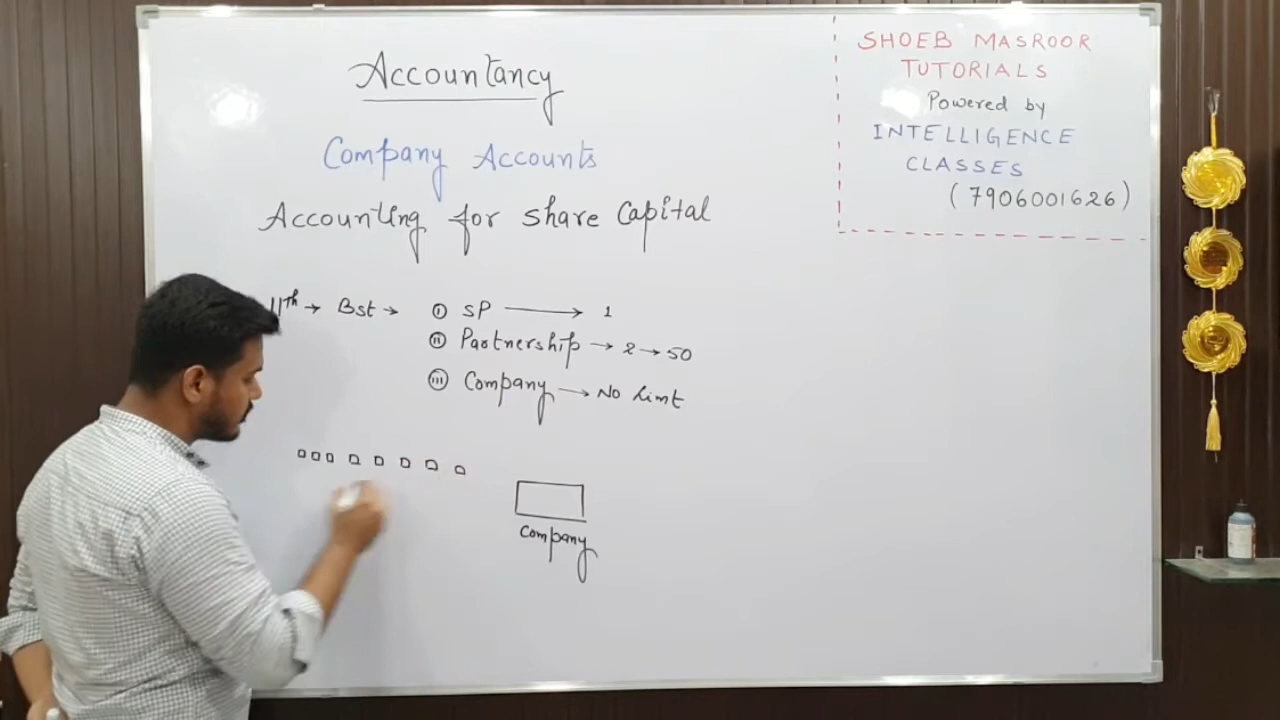 Accountancy
Company Accounts
Accounting for Share Capital
11th → Bst → (I) SP → 1
(II) Partnership → 2 → 50
(III) Company → No Limt
Company
SHOEB MASROOR
TUTORIALS
Powered by
INTELLIGENCE
CLASSES
(7906001626)